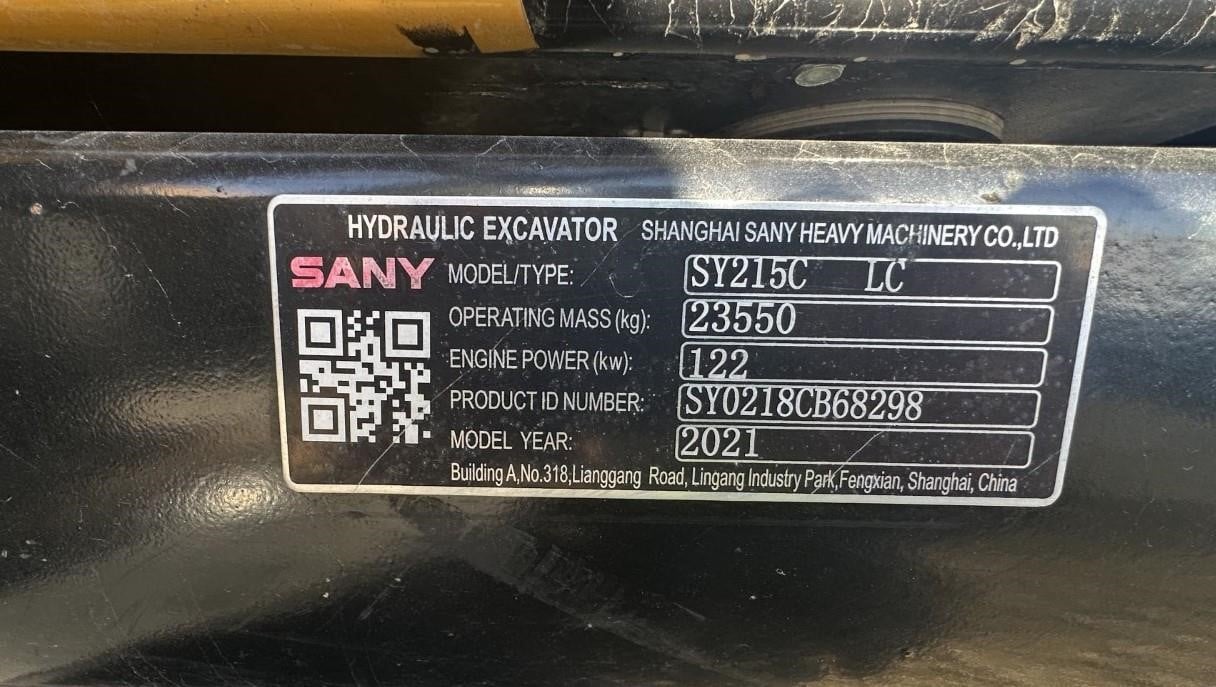 HYDRAULIC EXCAVATOR SHANGHAI SANY HEAVY MACHINERY CO.,LTD
SANY MODEL/TYPE: SY215C LC
OPERATING MASS (kg): 23550
ENGINE POWER (kw): 122
PRODUCT ID NUMBER: SY0218CB68298
MODEL YEAR: 2021
Building A,No.318,Lianggang Road, Lingang Industry Park,Fengxian, Shanghai, China